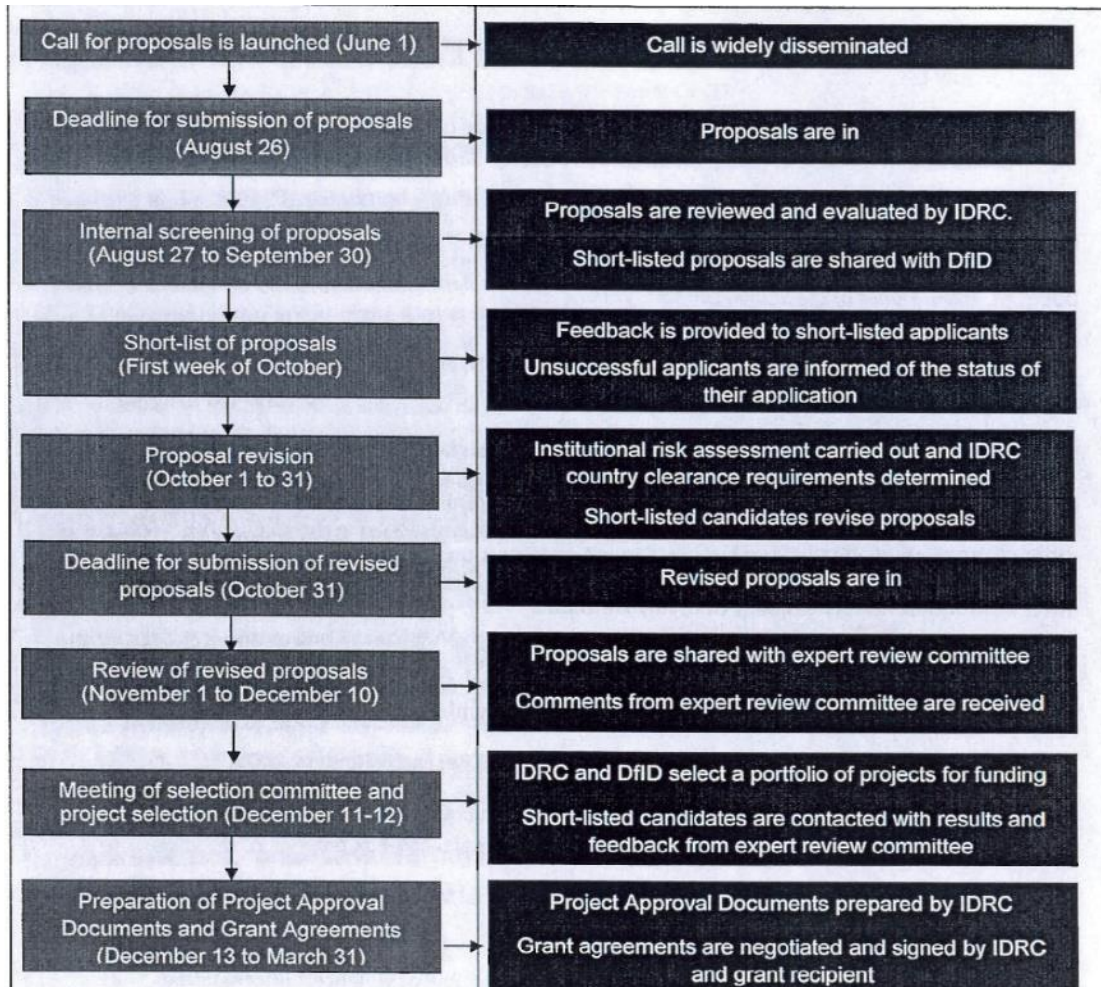 Call for proposals is launched (June 1)
Call is widely disseminated
Deadline for submission of proposals
(August 26)
Proposals are in
Internal screening of proposals
(August 27 to September 30)
Proposals are reviewed and evaluated by IDRC.
Short-listed proposals are shared with DfID
Short-list of proposals
(First week of October)
Feedback is provided to short-listed applicants
Unsuccessful applicants are informed of the status of
their application
Proposal revision
(October 1 to 31)
Institutional risk assessment carried out and IDRC
country clearance requirements determined
Short-listed candidates revise proposals
Deadline for submission of revised
proposals (October 31)
Revised proposals are in
Review of revised proposals
(November 1 to December 10)
Proposals are shared with expert review committee
Comments from expert review committee are received
Meeting of selection committee and
project selection (December 11-12)
IDRC and DfID select a portfolio of projects for funding
Short-listed candidates are contacted with results and
feedback from expert review committee
Preparation of Project Approval
Documents and Grant Agreements
(December 13 to March 31)
Project Approval Documents prepared by IDRC
Grant agreements are negotiated and signed by IDRC
and grant recipient